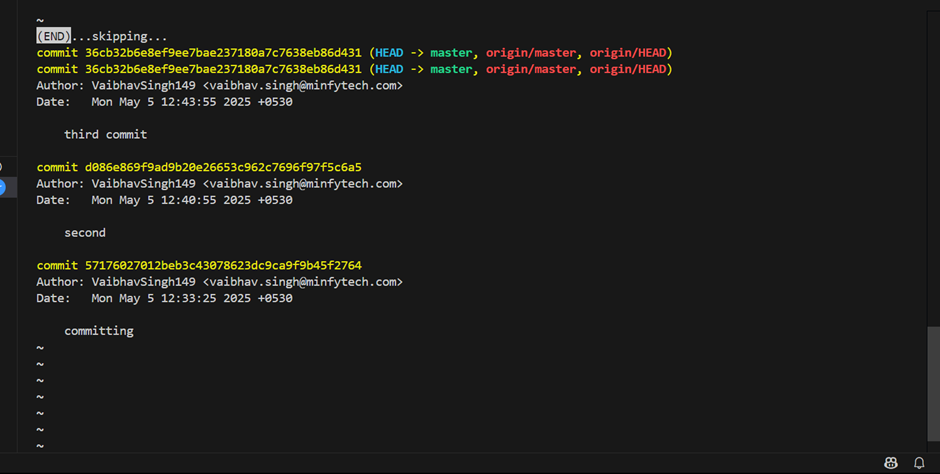 ~
(END)...skipping...
commit 36cb32b6e8ef9ee7bae237180a7c7638eb86d431 (HEAD -> master, origin/master, origin/HEAD)
commit 36cb32b6e8ef9ee7bae237180a7c7638eb86d431 (HEAD -> master, origin/master, origin/HEAD)
Author: VaibhavSingh149 <vaibhav.singh@minfytech.com>
Date:   Mon May 5 12:43:55 2025 +0530
    third commit
commit d086e869f9ad9b20e26653c962c7696f97f5c6a5
Author: VaibhavSingh149 <vaibhav.singh@minfytech.com>
Date:   Mon May 5 12:40:55 2025 +0530
    second
commit 57176027012beb3c43078623dc9ca9f9b45f2764
Author: VaibhavSingh149 <vaibhav.singh@minfytech.com>
Date:   Mon May 5 12:33:25 2025 +0530
    committing
~
~
~
~
~
~
~